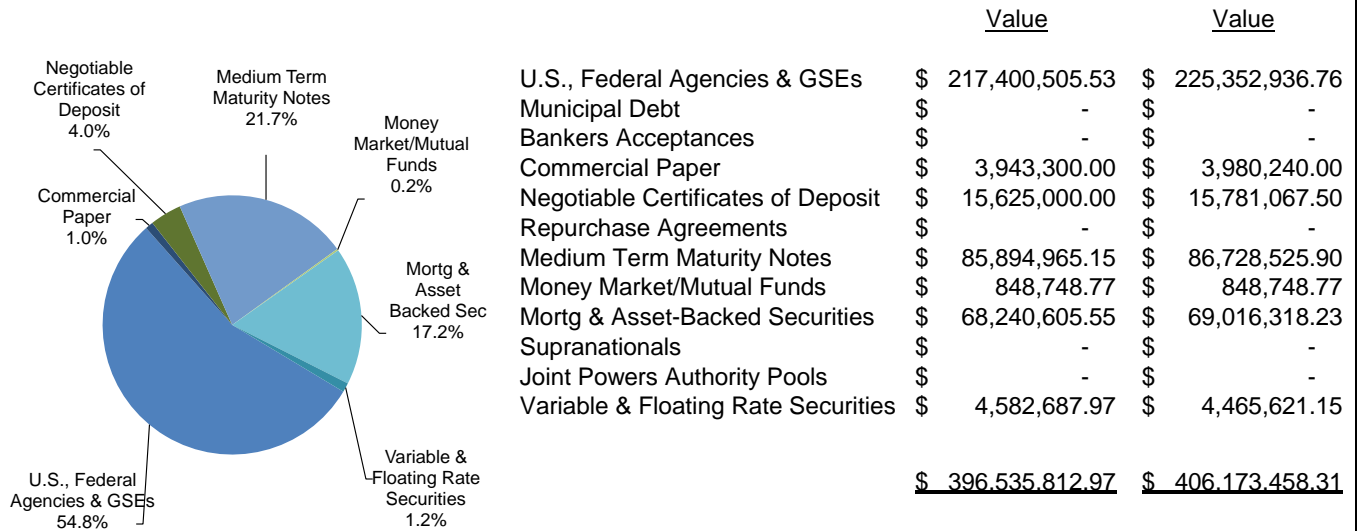 Negotiable
Certificates of
Deposit
4.0%
Medium Term
Maturity Notes
21.7%
Money
Market/Mutual
Funds
0.2%
Commercial
Paper
1.0%
Mortg &
Asset
Backed Sec
17.2%
U.S., Federal
Agencies & GSEs
54.8%
Variable &
Floating Rate
Securities
1.2%
Value Value
U.S., Federal Agencies & GSEs $ 217,400,505.53 $ 225,352,936.76
Municipal Debt $ - $ -
Bankers Acceptances $ - $ -
Commercial Paper $ 3,943,300.00 $ 3,980,240.00
Negotiable Certificates of Deposit $ 15,625,000.00 $ 15,781,067.50
Repurchase Agreements $ - $ -
Medium Term Maturity Notes $ 85,894,965.15 $ 86,728,525.90
Money Market/Mutual Funds $ 848,748.77 $ 848,748.77
Mortg & Asset-Backed Securities $ 68,240,605.55 $ 69,016,318.23
Supranationals $ - $ -
Joint Powers Authority Pools $ - $ -
Variable & Floating Rate Securities $ 4,582,687.97 $ 4,465,621.15
$ 396,535,812.97 $ 406,173,458.31